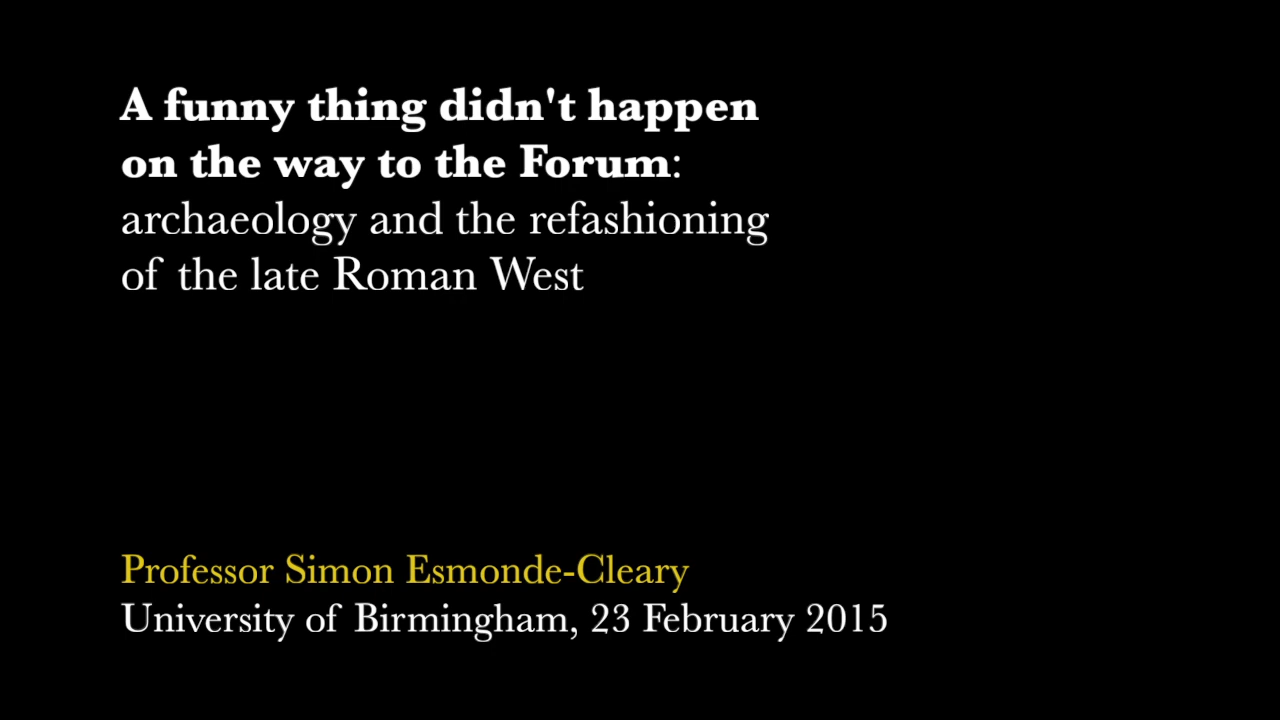 A funny thing didn't happen
on the way to the Forum:
archaeology and the refashioning
of the late Roman West
Professor Simon Esmonde-Cleary
University of Birmingham, 23 February 2015